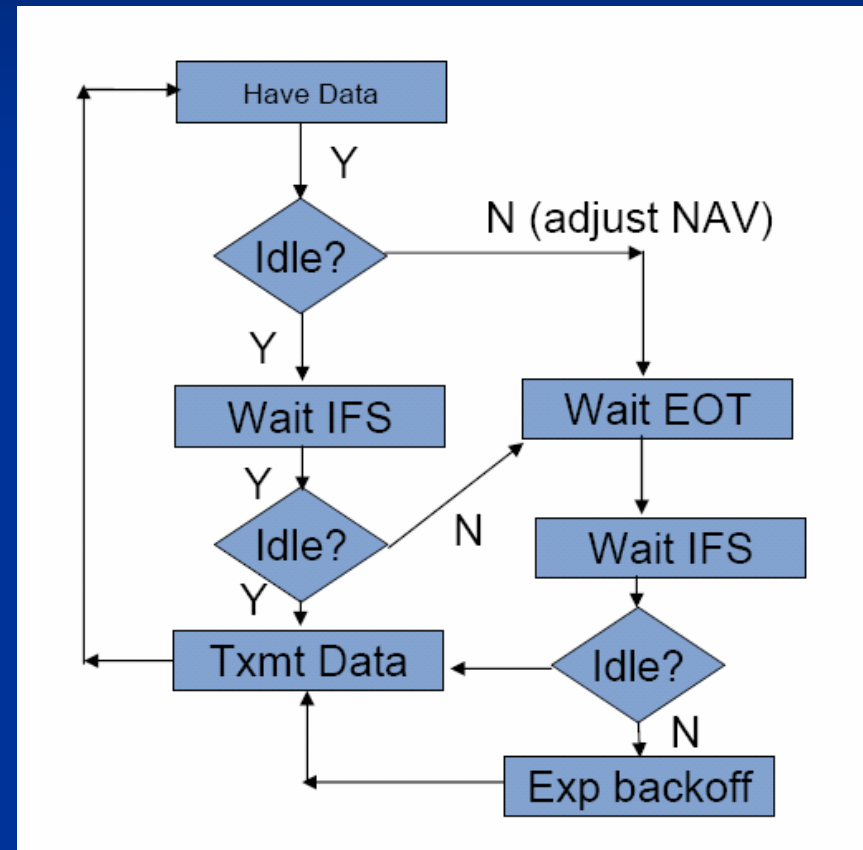 Have Data
Y
N (adjust NAV)
Idle?
Y
Wait IFS
Wait EOT
Y
Idle?
N
Wait IFS
Y
Txmt Data
Idle?
N
Exp backoff